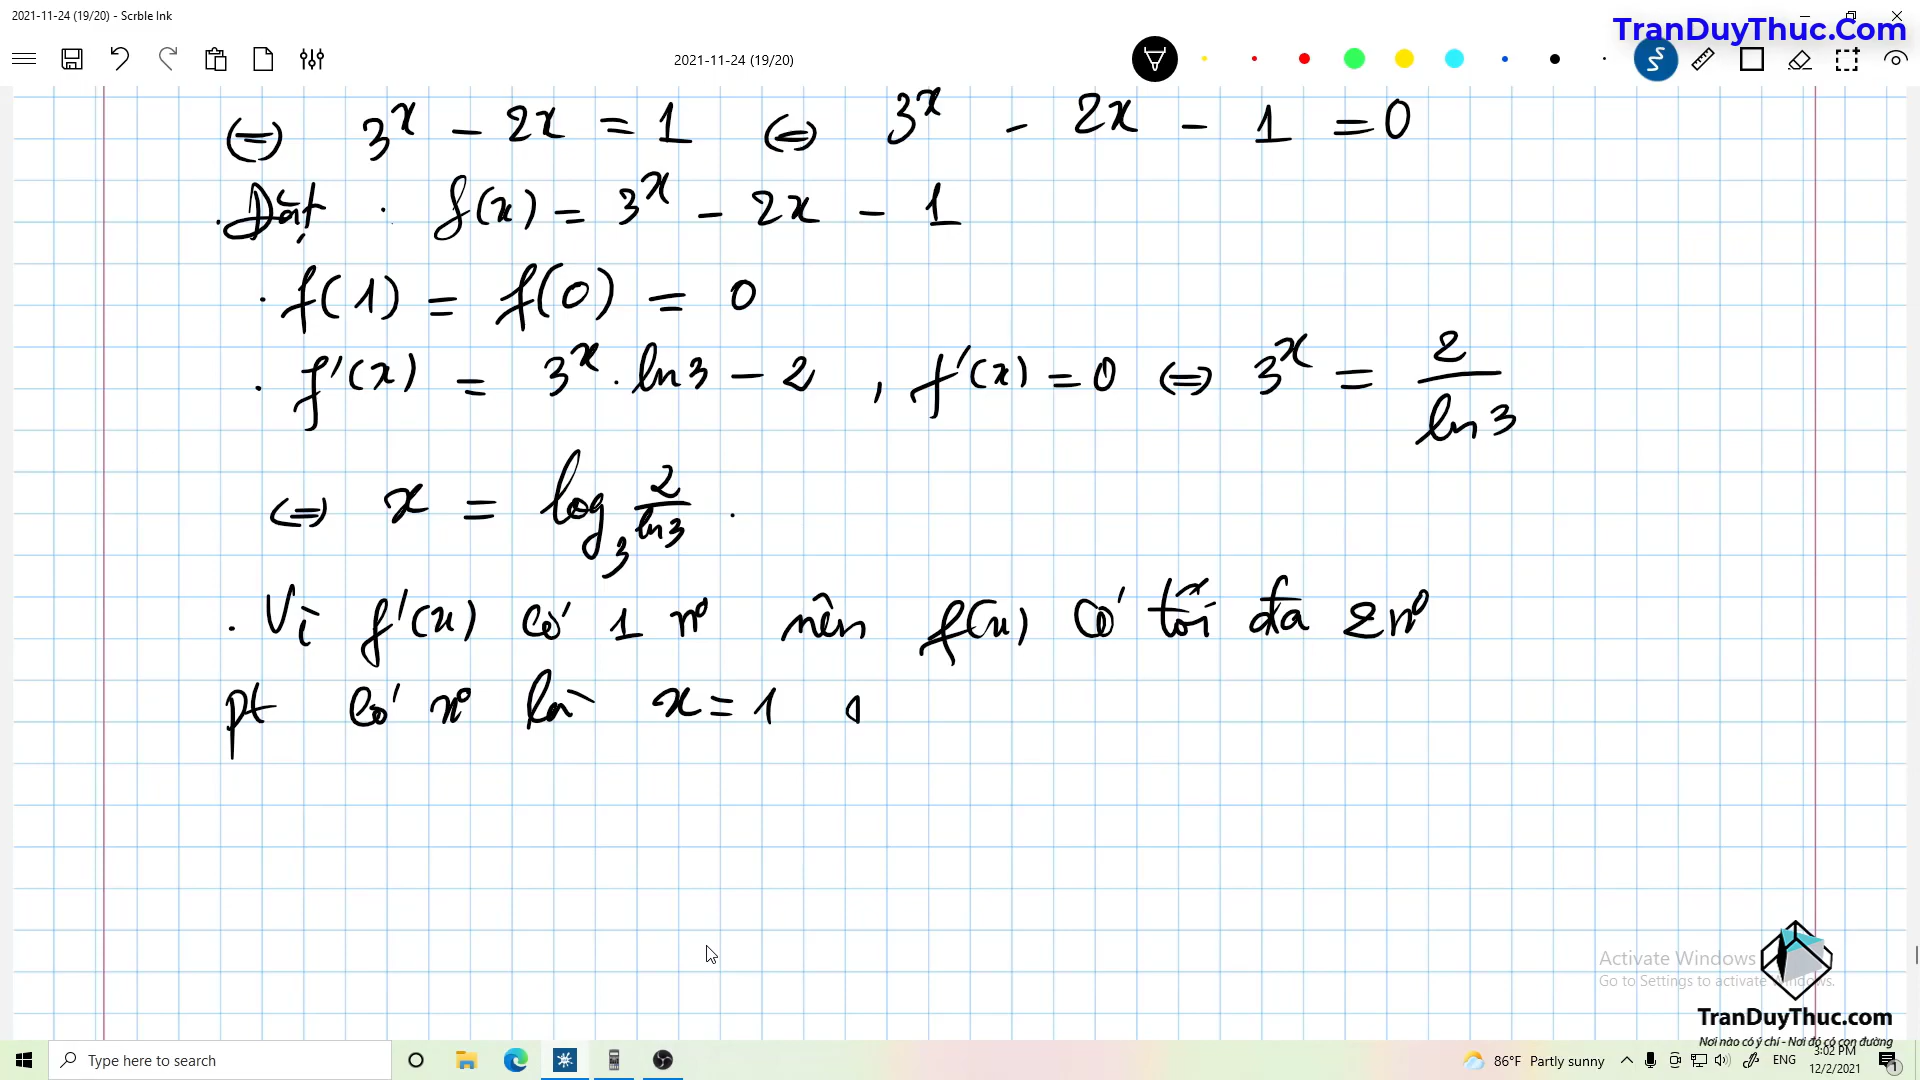 2021-11-24 (19/20) - Scrble Ink
TranDuyThuc.Com
2021-11-24 (19/20)
⇔ 3^x - 2x = 1 ⇔ 3^x - 2x - 1 = 0
. Đặt . f(x) = 3^x - 2x - 1
. f(1) = f(0) = 0
. f'(x) = 3^x . ln3 - 2 , f'(x) = 0 ⇔ 3^x = 2/ln3
⇔ x = log_3 2/ln3 .
. Vì f'(x) có 1 n° nên f(x) có tối đa 2 n°
pt có n° là x = 1
Activate Windows
Go to Settings to activate Windows.
TranDuyThuc.com
Nơi nào có ý chí - Nơi đó có con đường
Type here to search
86°F Partly sunny
ENG
3:02 PM
12/2/2021
1